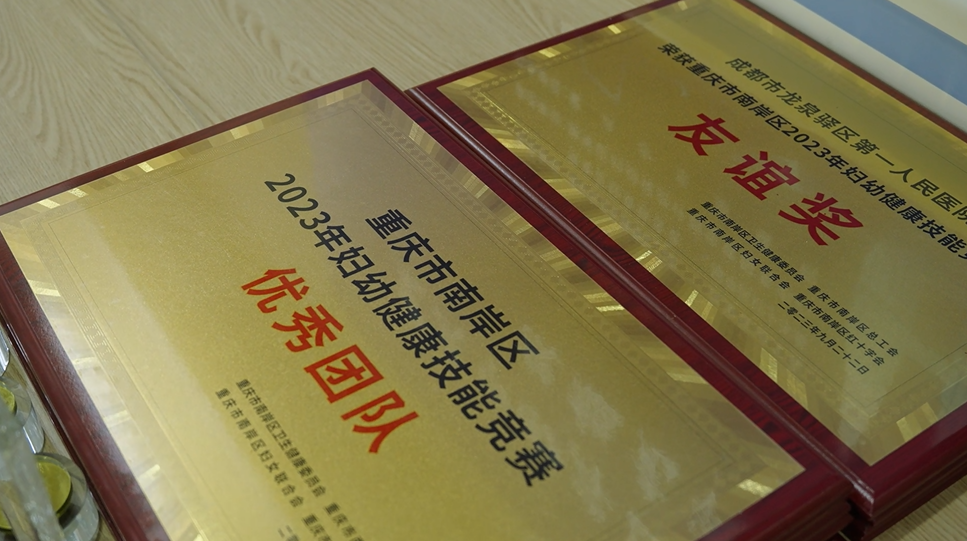 重庆市南岸区
2023年妇幼健康技能竞赛
优秀团队
重庆市南岸区卫生健康委员会 重庆市
重庆市南岸区妇女联合会 重庆
成都市龙泉驿区第一人民医院
荣获重庆市南岸区2023年妇幼健康技能
友谊奖
重庆市南岸区卫生健康委员会 重庆市南岸区总工会
重庆市南岸区妇女联合会 重庆市南岸区红十字会
二零二三年九月二十二日